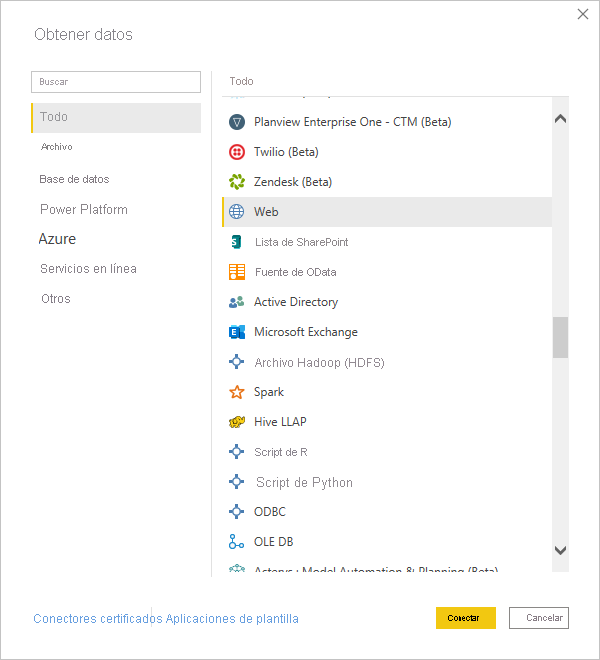 Obtener datos
Buscar
Todo
Archivo
Base de datos
Power Platform
Azure
Servicios en línea
Otros
Todo
Planview Enterprise One - CTM (Beta)
Twilio (Beta)
Zendesk (Beta)
Web
Lista de SharePoint
Fuente de OData
Active Directory
Microsoft Exchange
Archivo Hadoop (HDFS)
Spark
Hive LLAP
Script de R
Script de Python
ODBC
OLE DB
Asterys : Model Automation & Planning (Beta)
Conectores certificados Aplicaciones de plantilla
Conectar
Cancelar